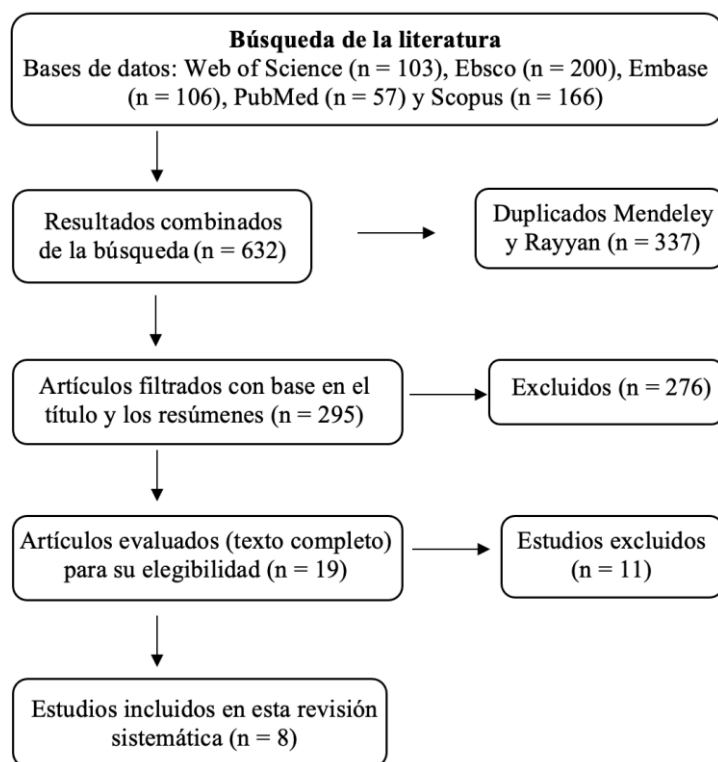 Búsqueda de la literatura
Bases de datos: Web of Science (n = 103), Ebsco (n = 200), Embase
(n = 106), PubMed (n = 57) y Scopus (n = 166)
Resultados combinados
de la búsqueda (n = 632)
Duplicados Mendeley
y Rayyan (n = 337)
Artículos filtrados con base en el
título y los resúmenes (n = 295)
Excluidos (n = 276)
Artículos evaluados (texto completo)
para su elegibilidad (n = 19)
Estudios excluidos
(n = 11)
Estudios incluidos en esta revisión
sistemática (n = 8)